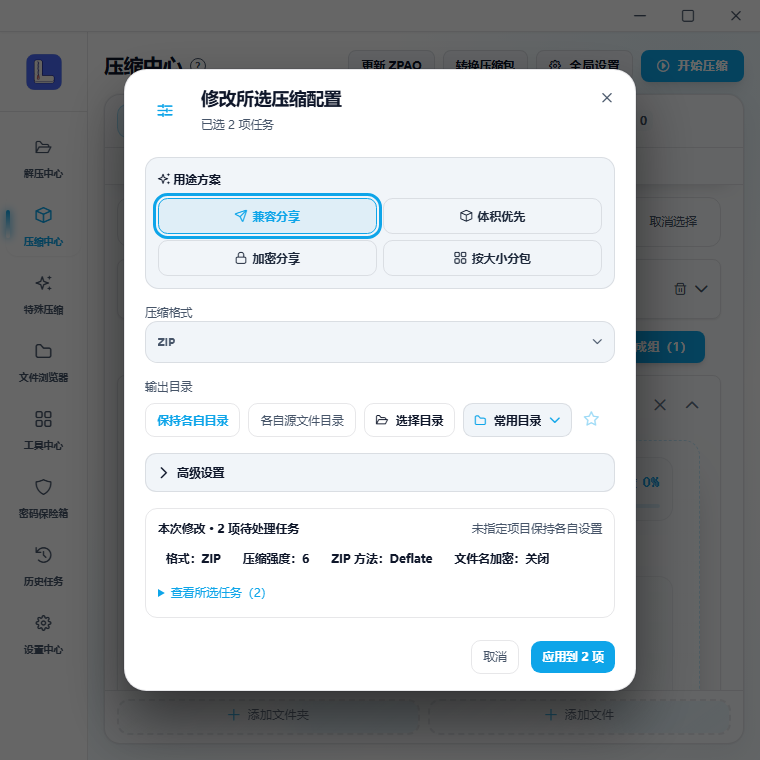 压缩中心
更新 ZPAQ
转换压缩包
全局设置
开始压缩
解压中心
压缩中心
特殊压缩
文件浏览器
工具中心
密码保险箱
历史任务
设置中心
修改所选压缩配置
已选 2 项任务
用途方案
兼容分享
体积优先
加密分享
按大小分包
压缩格式
ZIP
输出目录
保持各自目录
各自源文件目录
选择目录
常用目录
高级设置
本次修改 • 2 项待处理任务
未指定项目保持各自设置
格式：ZIP
压缩强度：6
ZIP 方法：Deflate
文件名加密：关闭
查看所选任务（2）
取消
应用到 2 项
0
取消选择
成组（1）
0%
添加文件夹
添加文件